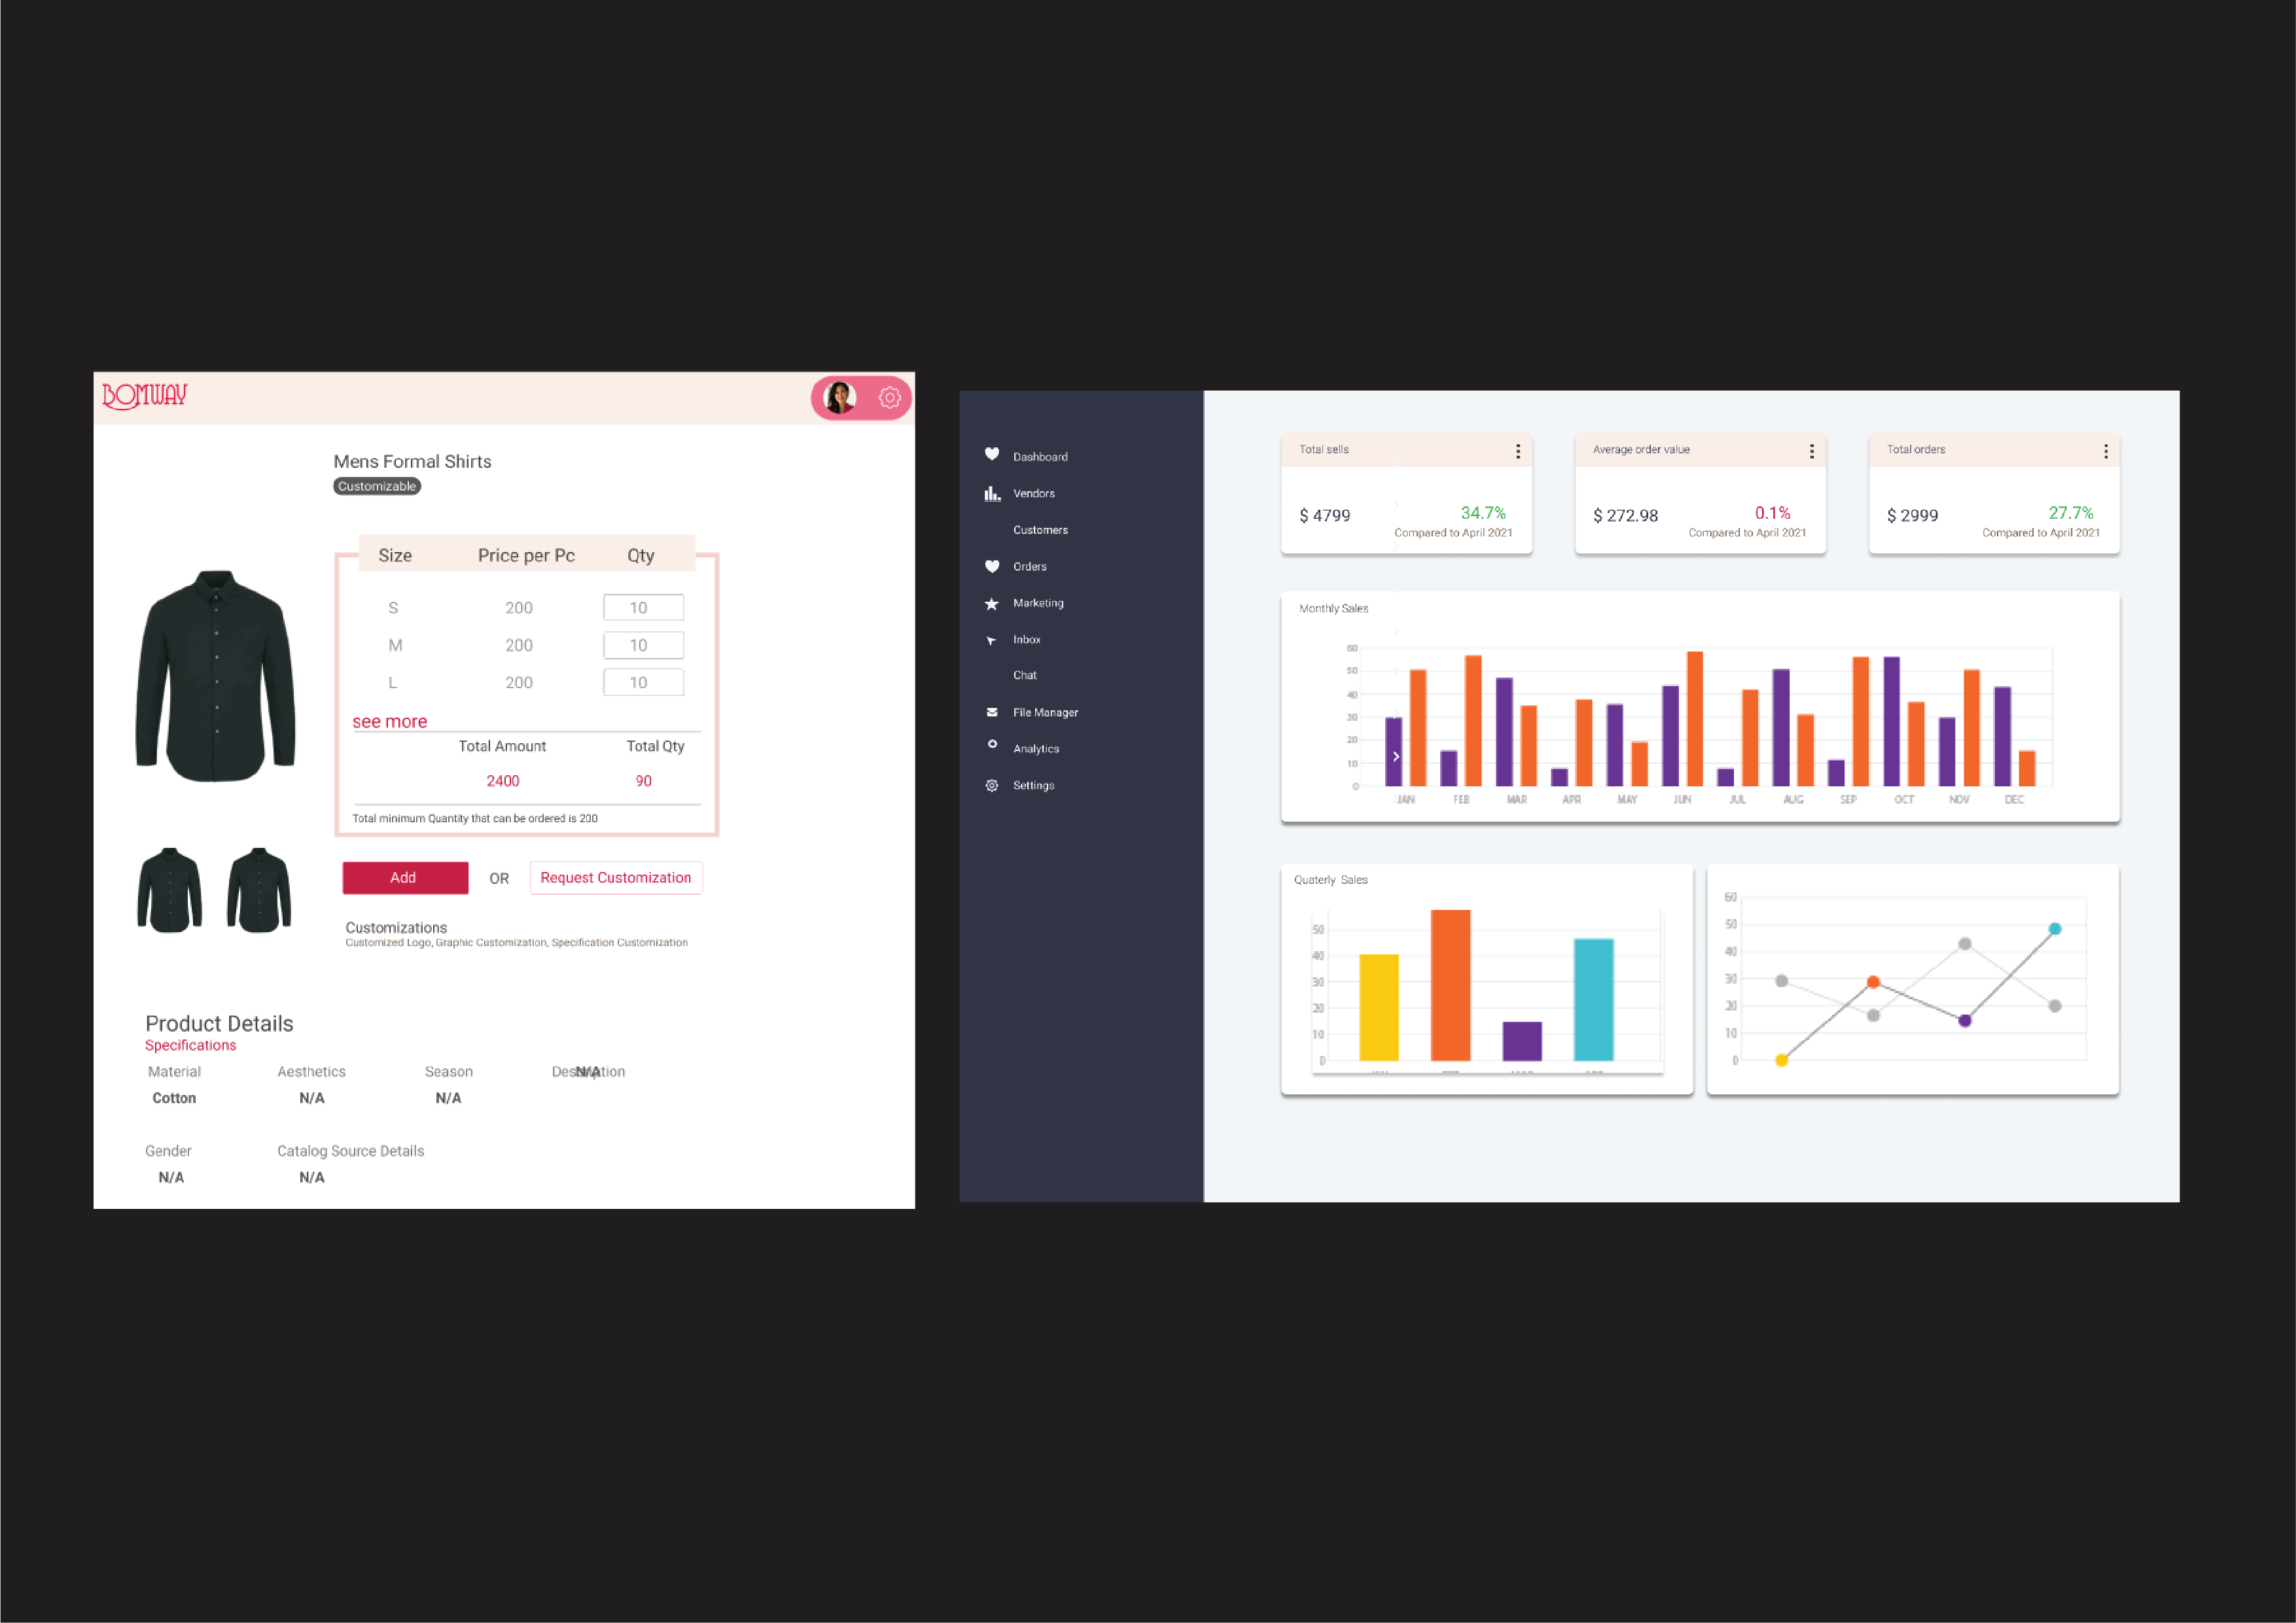 BOMWAY
Mens Formal Shirts
Customizable
Size Price per Pc Qty
S 200 10
M 200 10
L 200 10
see more
Total Amount Total Qty
2400 90
Total minimum Quantity that can be ordered is 200
Add OR Request Customization
Customizations
Customized Logo, Graphic Customization, Specification Customization
Product Details
Specifications
Material Aesthetics Season Description
Cotton N/A N/A N/A
Gender Catalog Source Details
N/A N/A
Dashboard
Vendors
Customers
Orders
Marketing
Inbox
Chat
File Manager
Analytics
Settings
Total sells
$ 4799 34.7%
Compared to April 2021
Average order value
$ 272.98 0.1%
Compared to April 2021
Total orders
$ 2999 27.7%
Compared to April 2021
Monthly Sales
60
50
40
30
20
10
0
JAN FEB MAR APR MAY JUN JUL AUG SEP OCT NOV DEC
Quaterly Sales
50
40
30
20
10
0
60
50
40
30
20
10
0